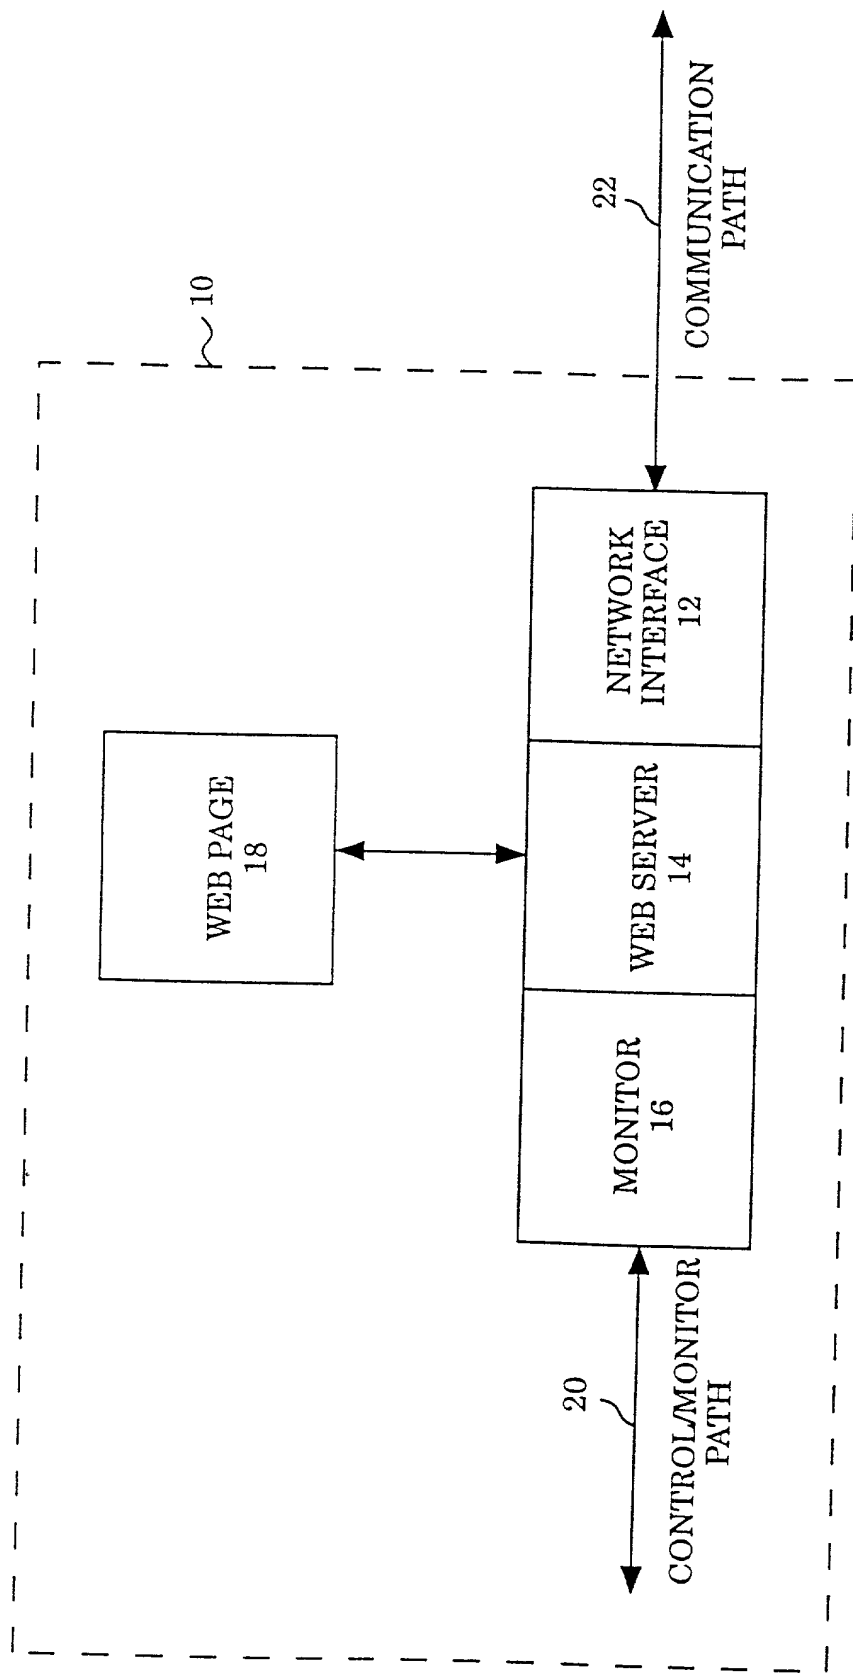 10
WEB PAGE
18
20
CONTROL/MONITOR
PATH
MONITOR
16
WEB SERVER
14
NETWORK
INTERFACE
12
22
COMMUNICATION
PATH